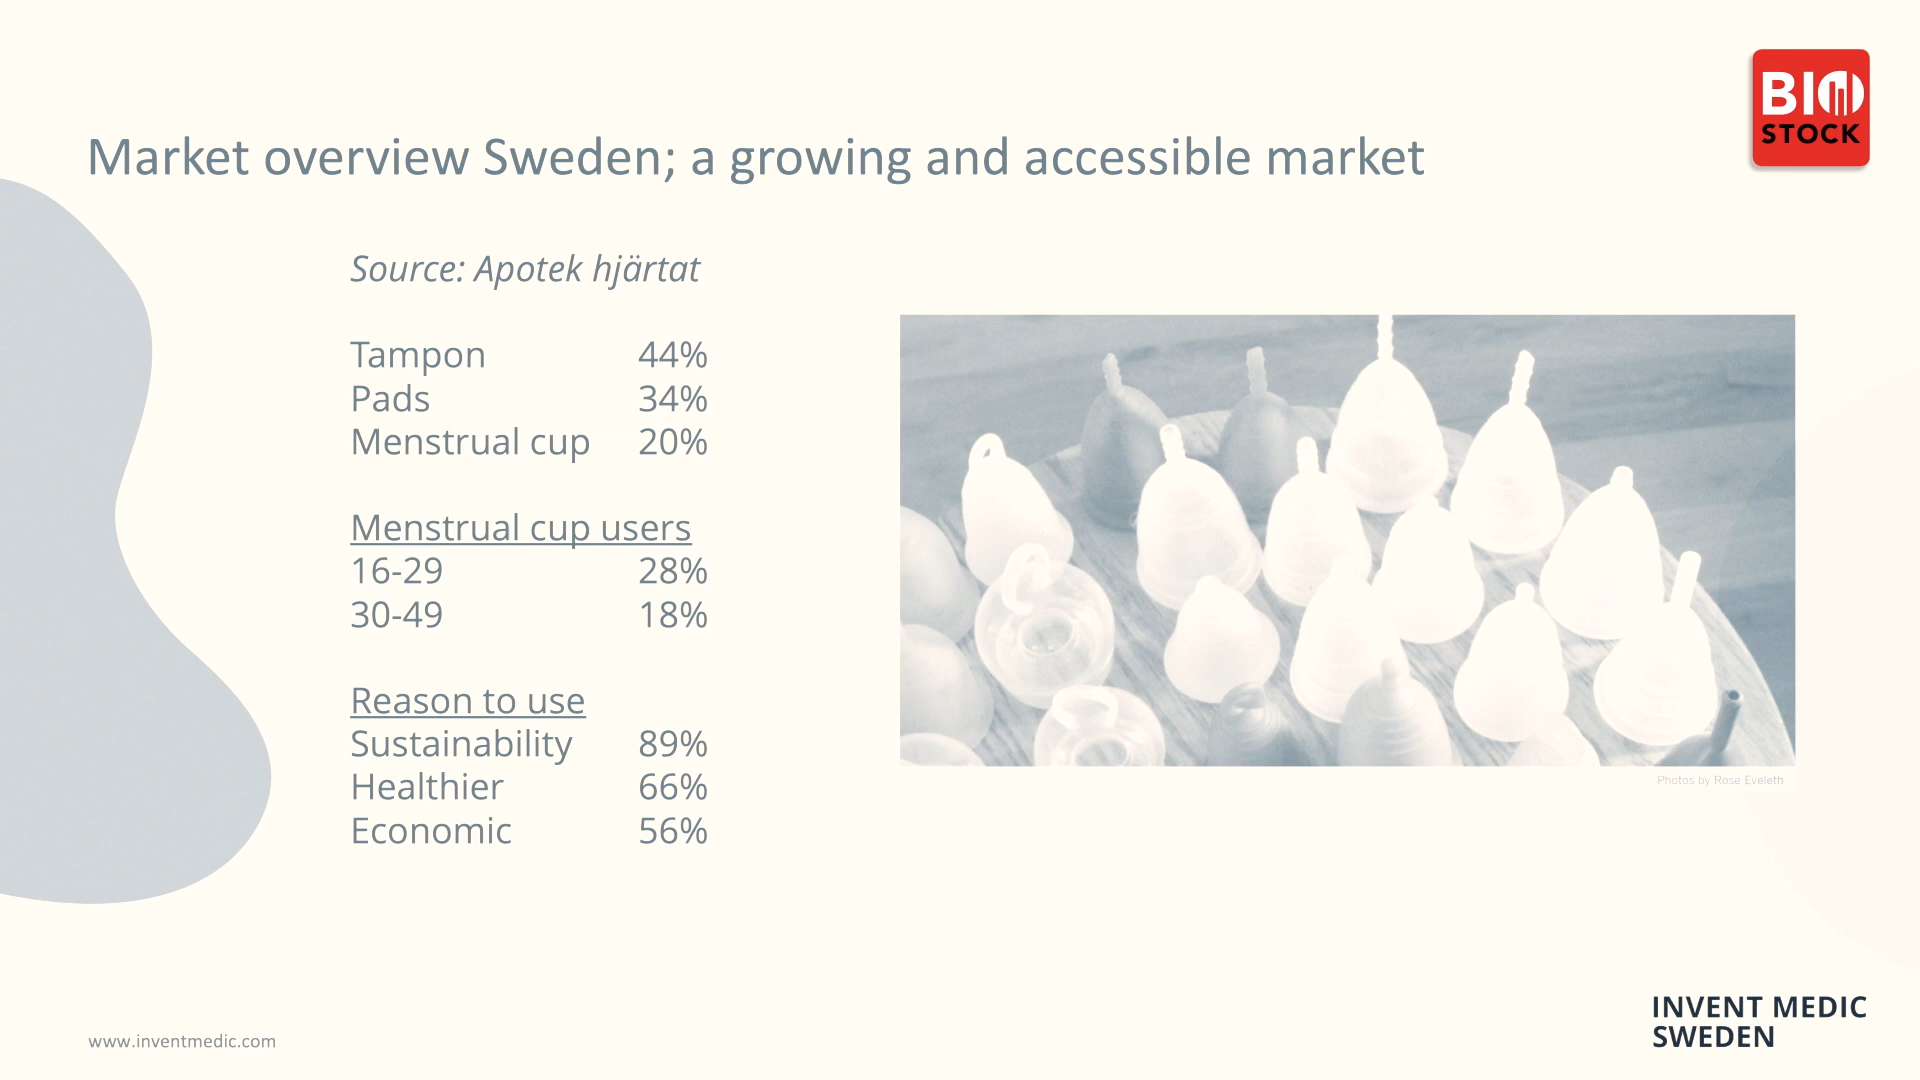 BIO
STOCK
Market overview Sweden; a growing and accessible market
Source: Apotek hjärtat
Tampon 44%
Pads 34%
Menstrual cup 20%
Menstrual cup users
16-29 28%
30-49 18%
Reason to use
Sustainability 89%
Healthier 66%
Economic 56%
Photos by Rose Eveleth
www.inventmedic.com
INVENT MEDIC
SWEDEN